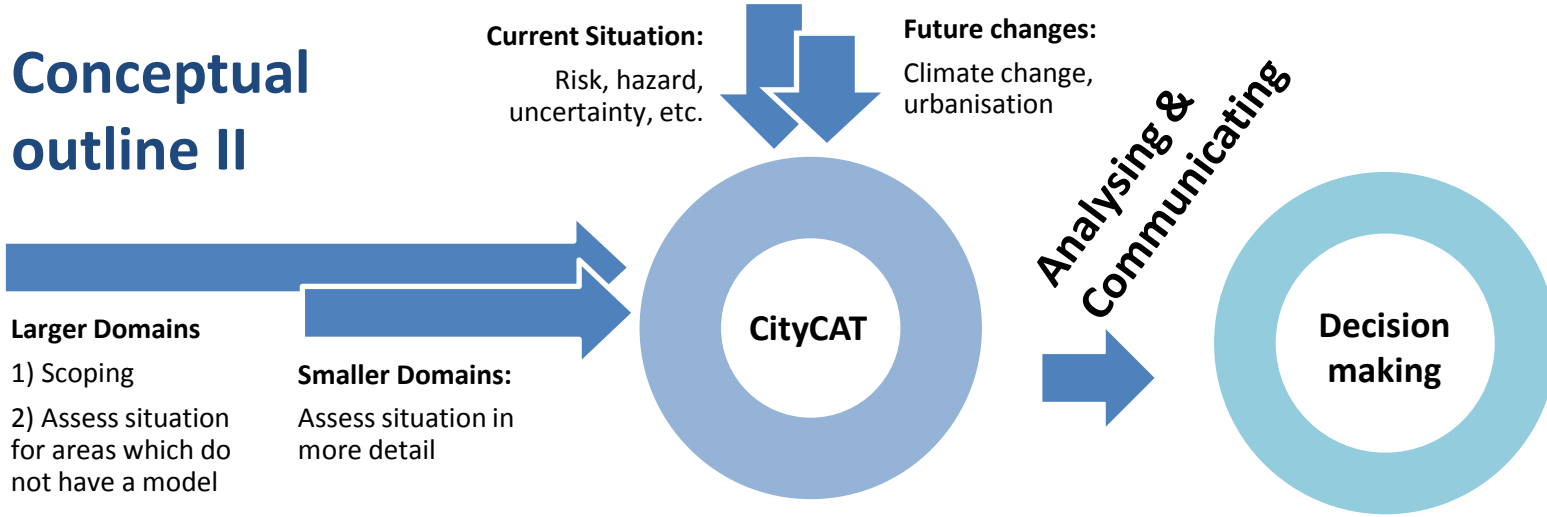 Conceptual
outline II
Current Situation:
Risk, hazard,
uncertainty, etc.
Future changes:
Climate change,
urbanisation
Larger Domains
1) Scoping
2) Assess situation
for areas which do
not have a model
Smaller Domains:
Assess situation in
more detail
CityCAT
Analysing &
Communicating
Decision
making